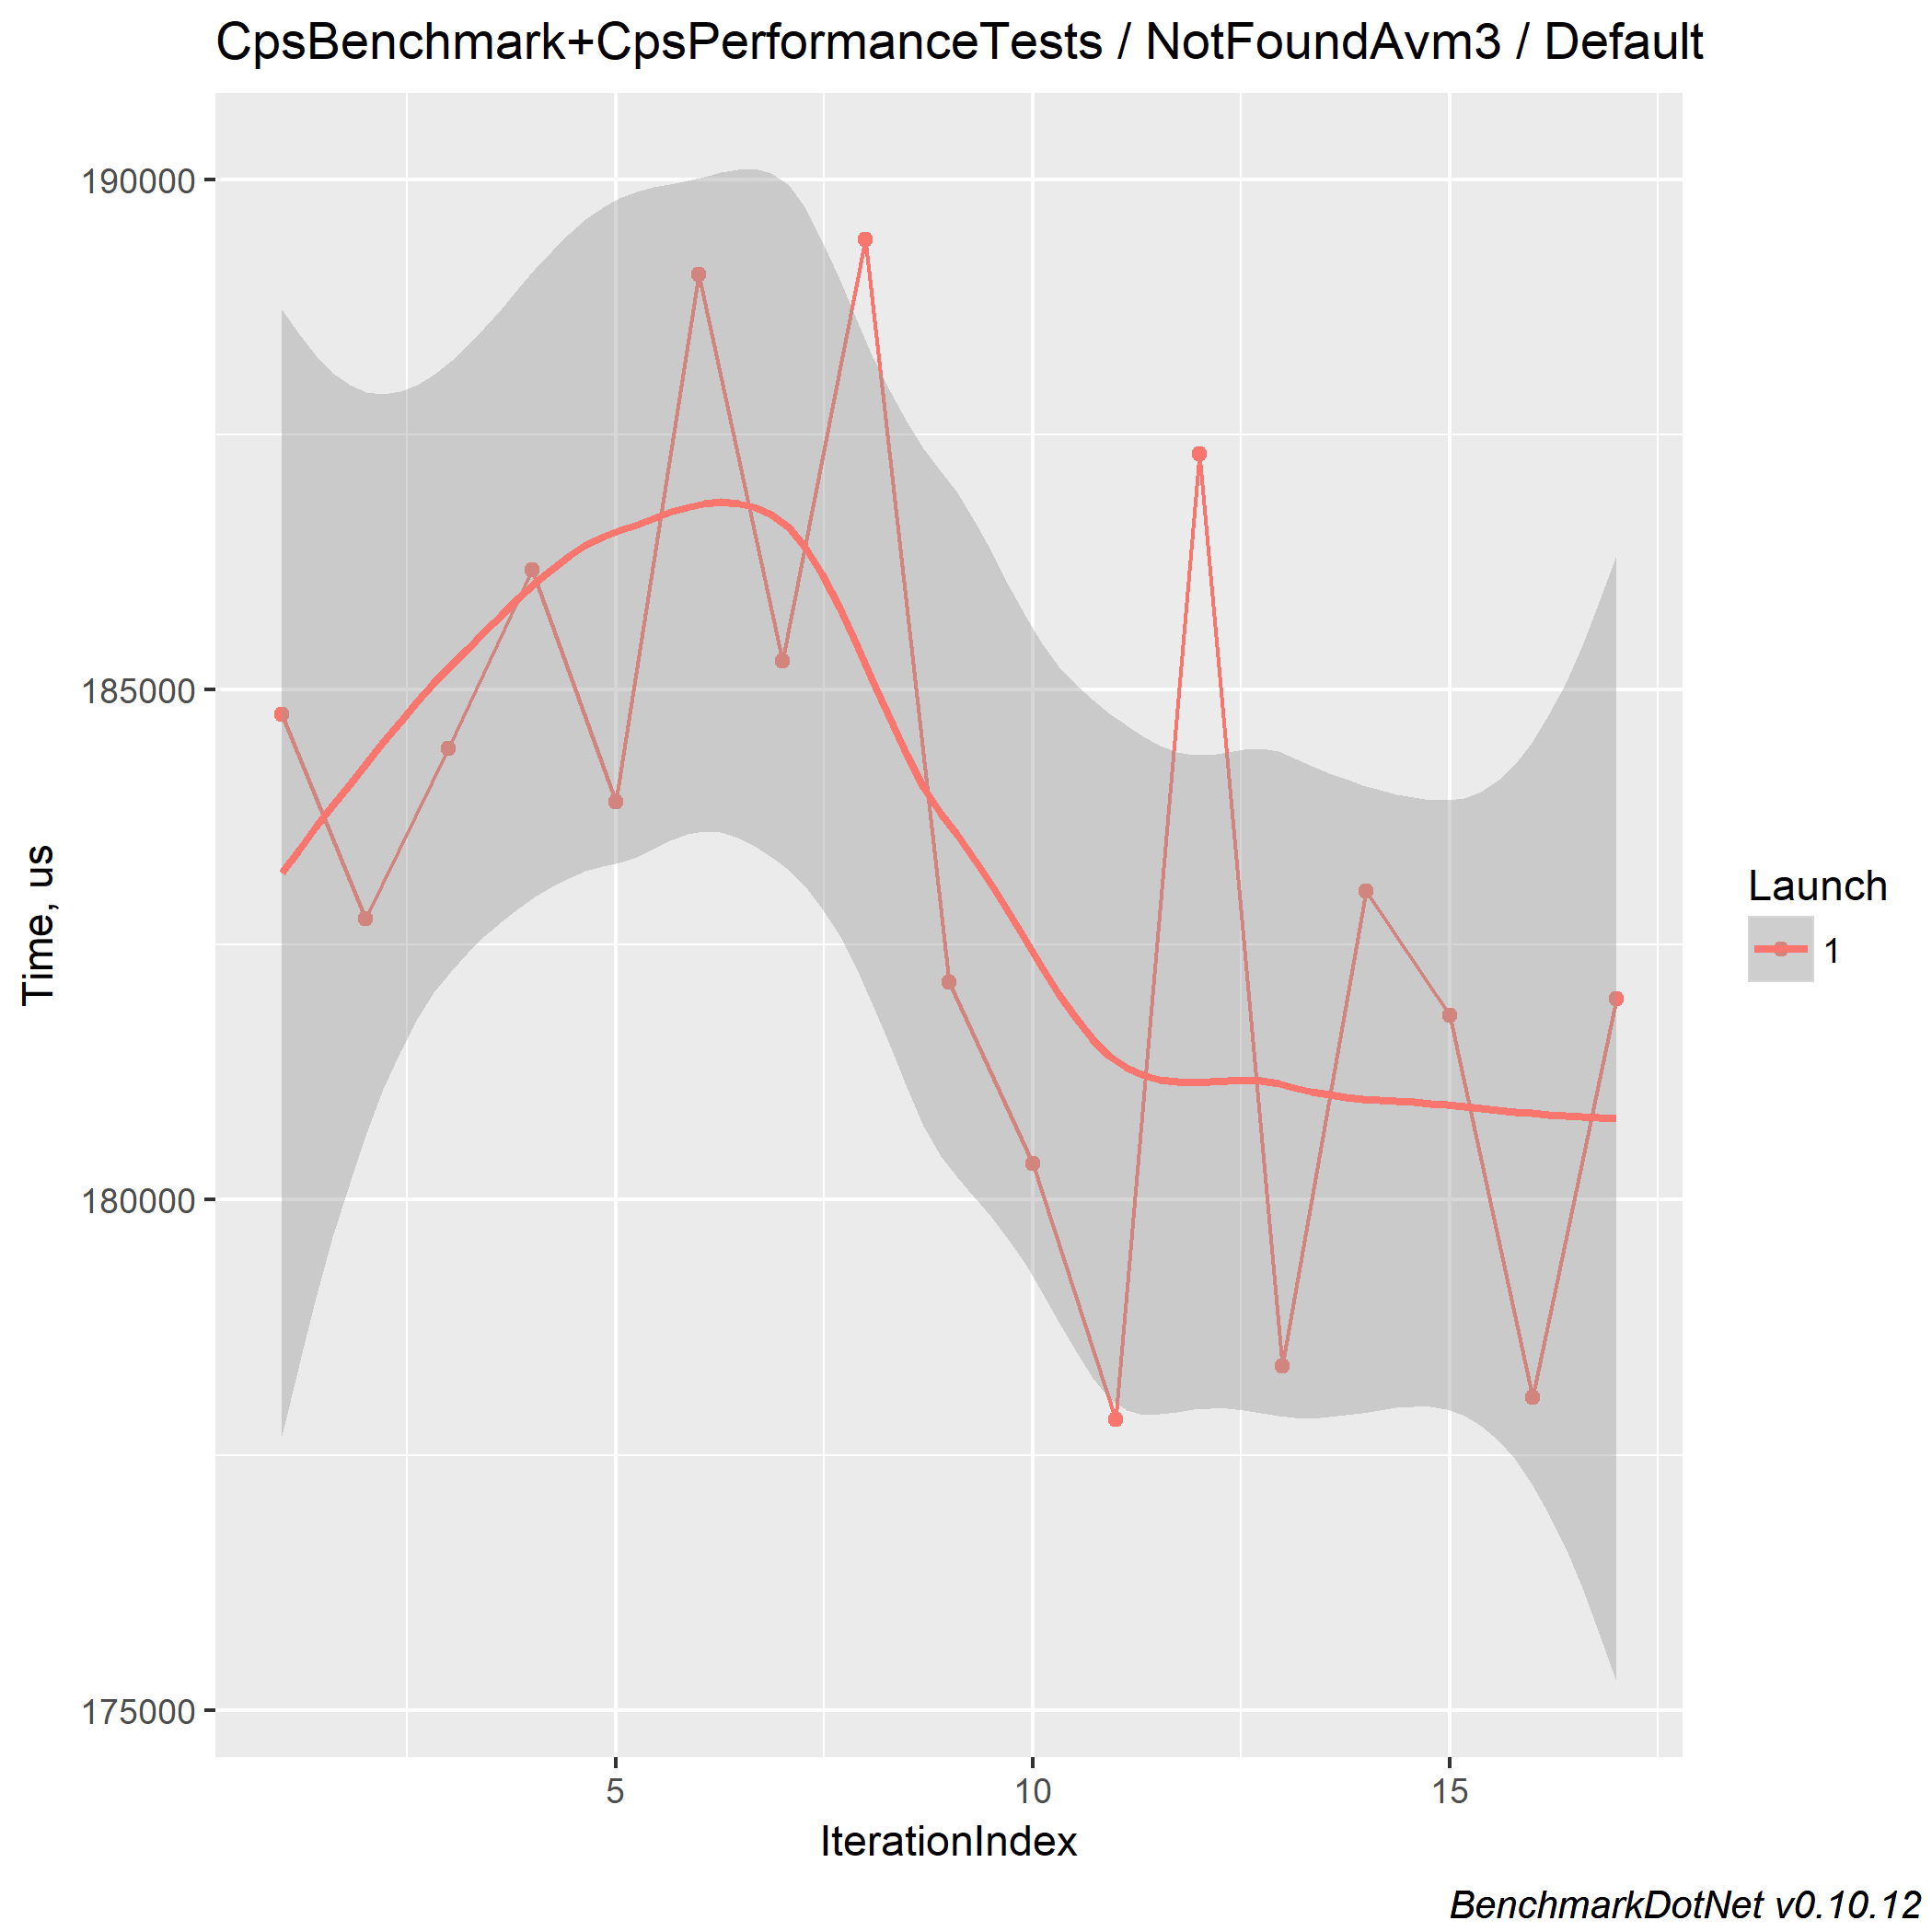 CpsBenchmark+CpsPerformanceTests / NotFoundAvm3 / Default
190000
185000
180000
175000
Time, us
5 10 15
IterationIndex
Launch
1
BenchmarkDotNet v0.10.12